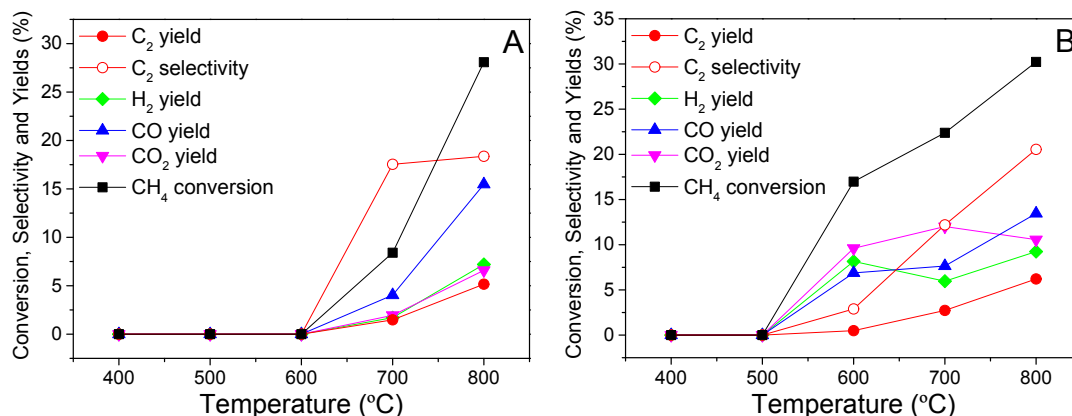 A
Conversion, Selectivity and Yields (%)
30
25
20
15
10
5
0
C₂ yield
C₂ selectivity
H₂ yield
CO yield
CO₂ yield
CH₄ conversion
400 500 600 700 800
Temperature (ºC)
B
Conversion, Selectivity and Yields (%)
35
30
25
20
15
10
5
0
C₂ yield
C₂ selectivity
H₂ yield
CO yield
CO₂ yield
CH₄ conversion
400 500 600 700 800
Temperature (ºC)